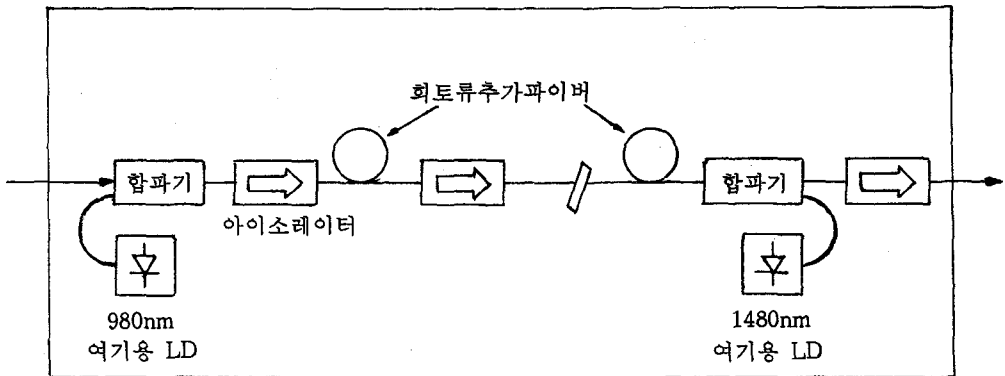 희토류추가파이버
합파기
합파기
아이소레이터
980nm
여기용 LD
1480nm
여기용 LD